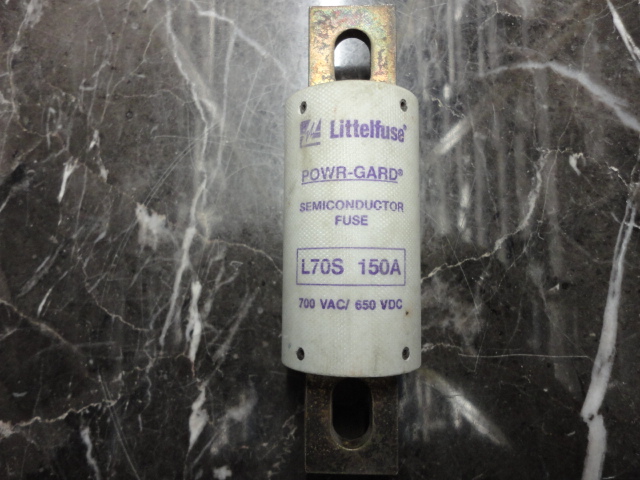 Littelfuse®
POWR-GARD®
SEMICONDUCTOR
FUSE
L70S 150A
700 VAC/ 650 VDC